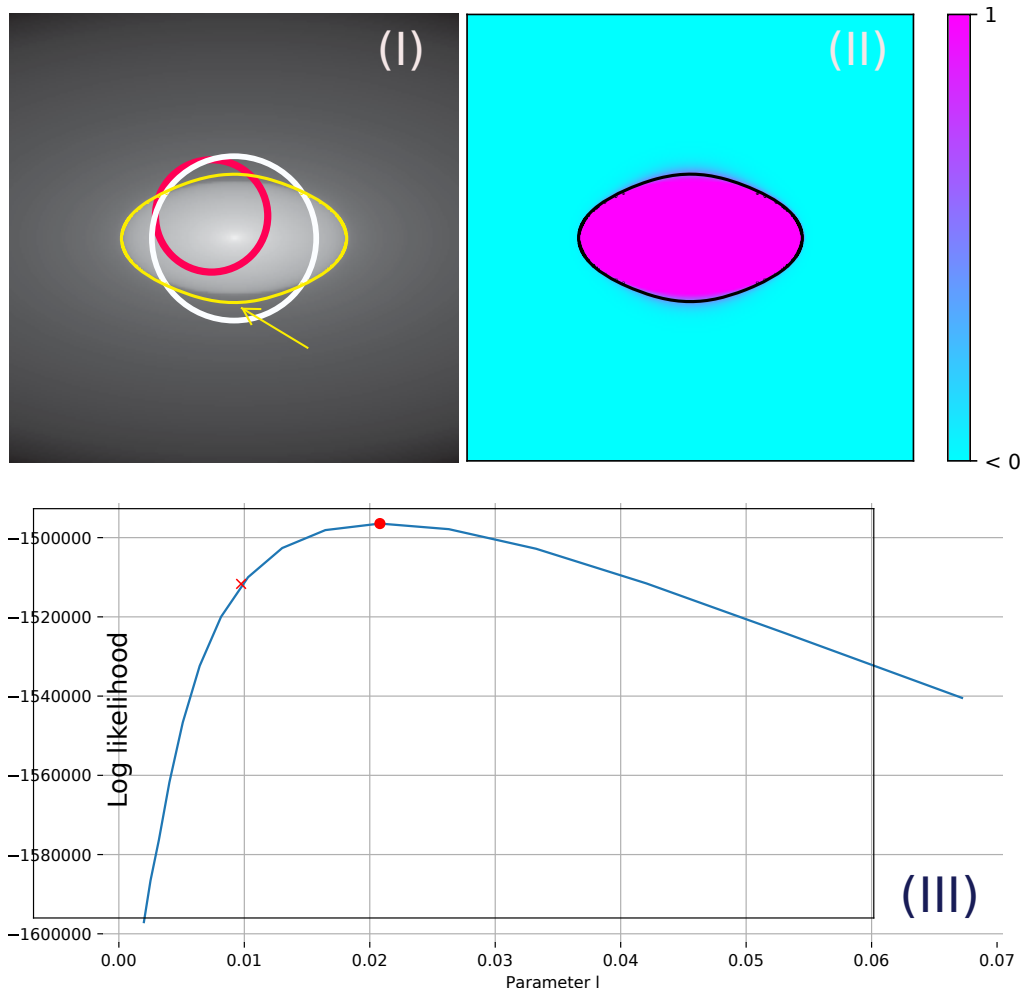 (I)
(II)
1
< 0
−1500000
−1520000
−1540000
−1560000
−1580000
−1600000
Log likelihood
0.00 0.01 0.02 0.03 0.04 0.05 0.06 0.07
Parameter l
(III)